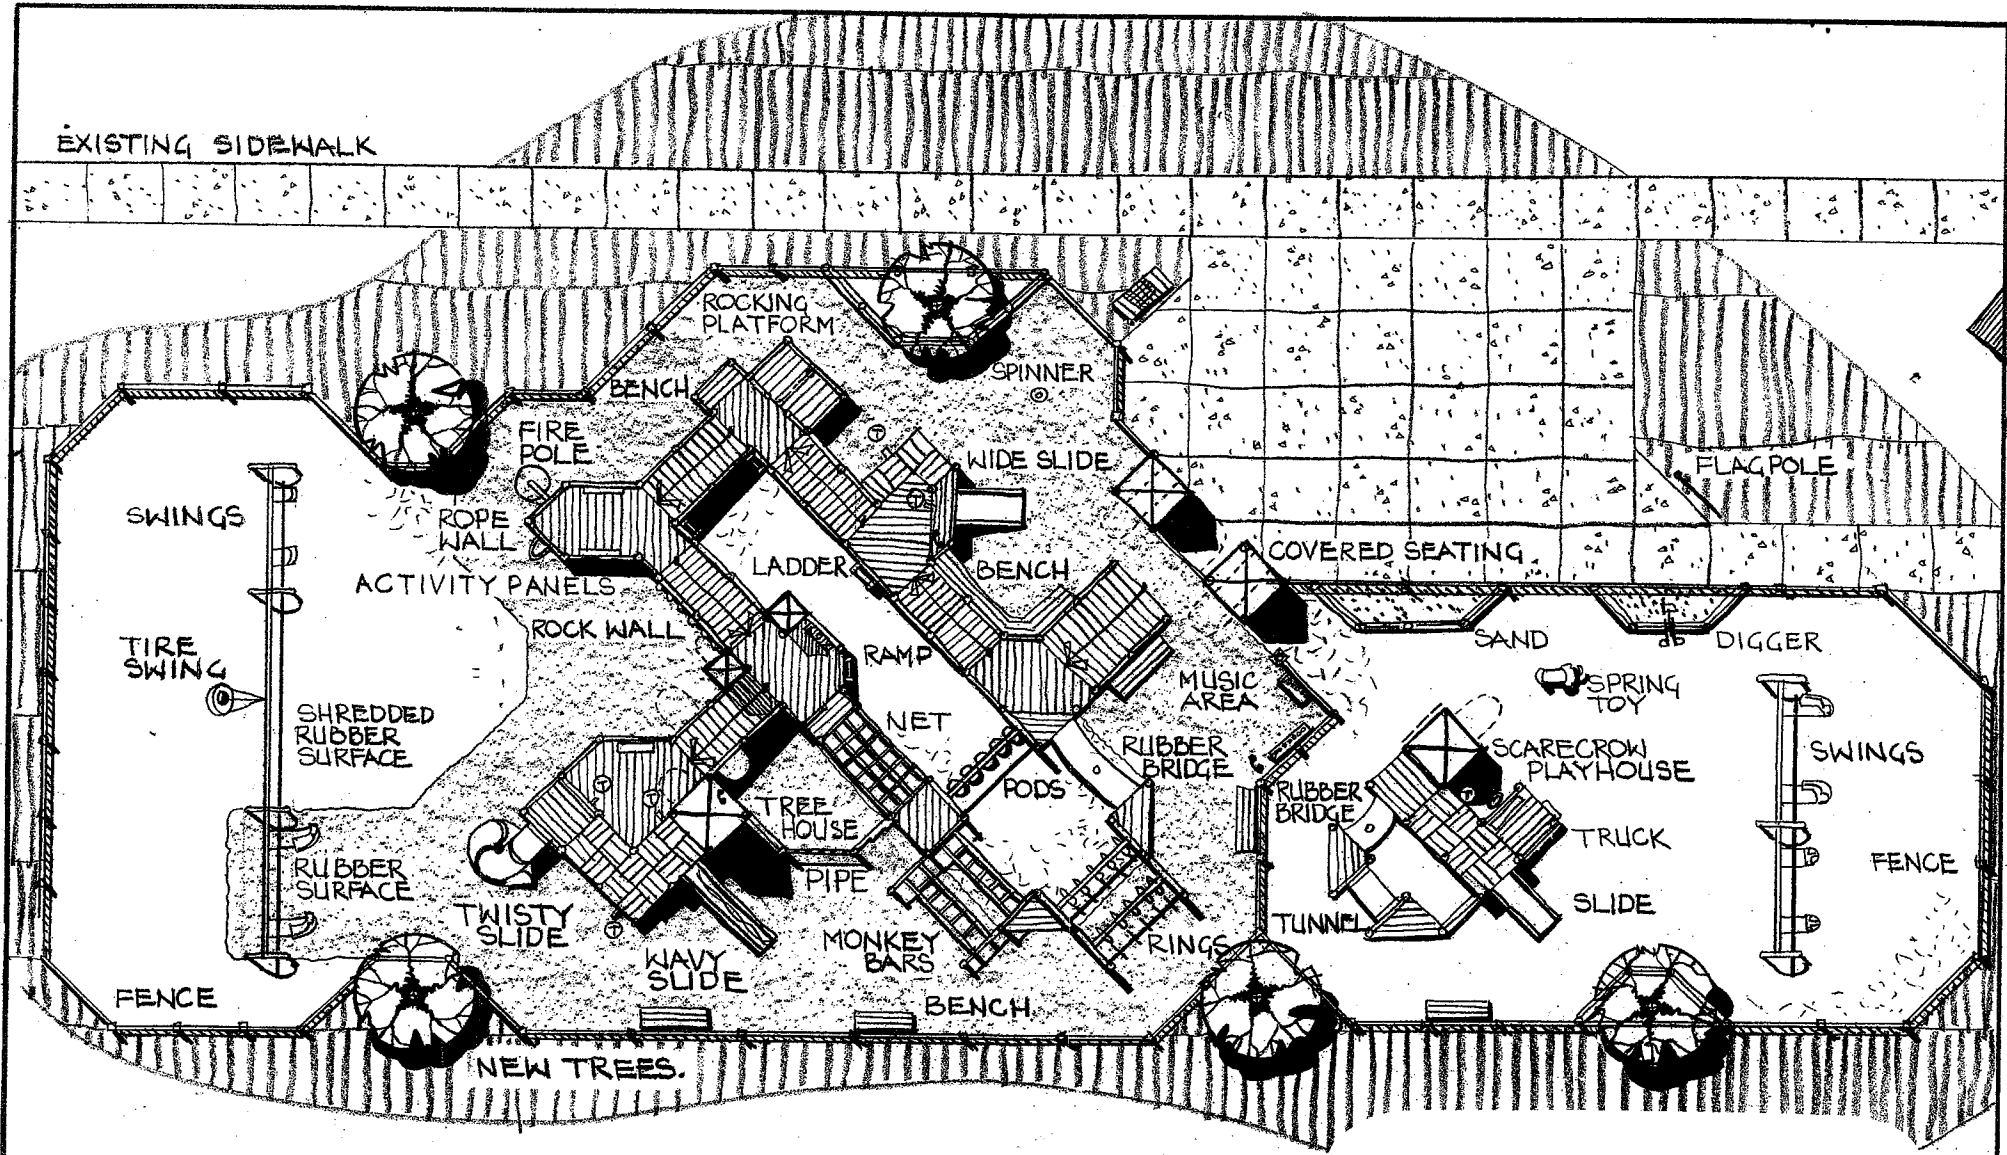 EXISTING SIDEWALK
ROCKING
PLATFORM
BENCH
SPINNER
FIRE
POLE
WIDE SLIDE
FLAGPOLE
SWINGS
ROPE
WALL
COVERED SEATING
LADDER
BENCH
ACTIVITY PANELS
ROCK WALL
SAND
DIGGER
TIRE
SWING
RAMP
MUSIC
AREA
SPRING
TOY
SHREDDED
RUBBER
SURFACE
NET
RUBBER
BRIDGE
SCARECROW
PLAYHOUSE
SWINGS
PODS
RUBBER
BRIDGE
TREE
HOUSE
TRUCK
RUBBER
SURFACE
PIPE
FENCE
TWISTY
SLIDE
SLIDE
TUNNEL
MONKEY
BARS
RINGS
WAVY
SLIDE
FENCE
BENCH
NEW TREES.